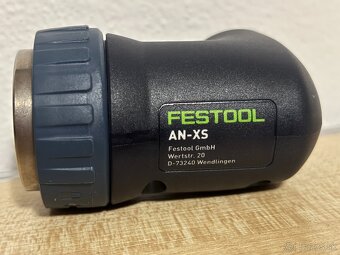 FESTOOL
AN-XS
Festool GmbH
Wertstr. 20
D-73240 Wendlingen